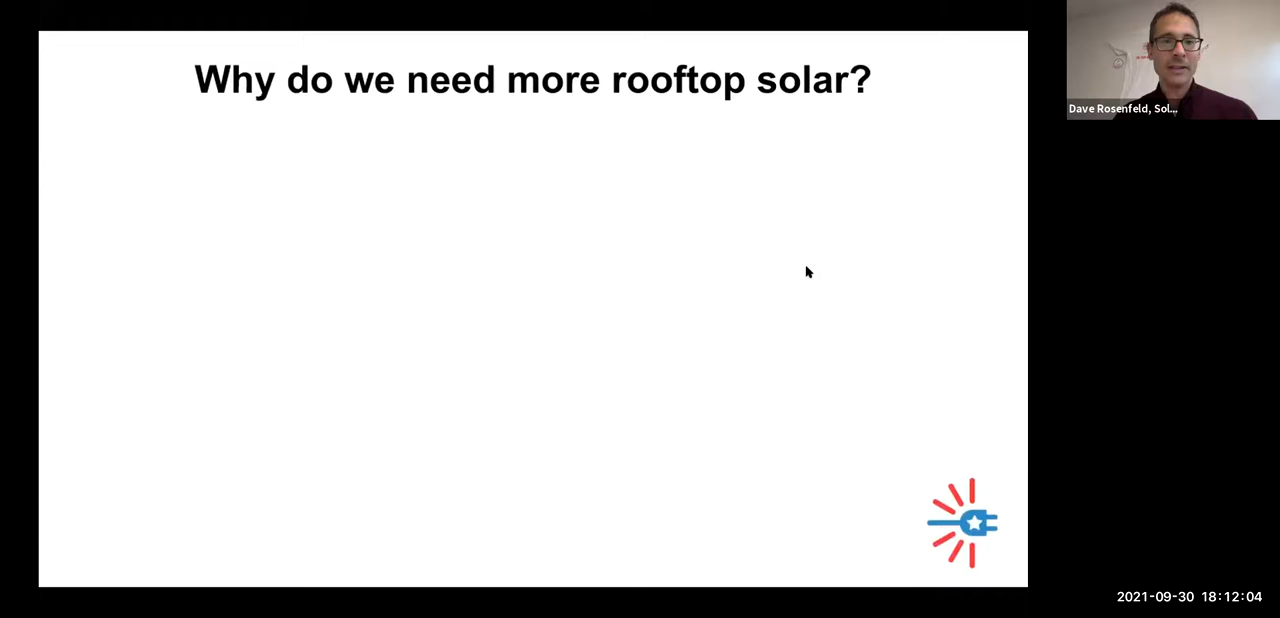 Why do we need more rooftop solar?
Dave Rosenfeld, Sol...
2021-09-30 18:12:04